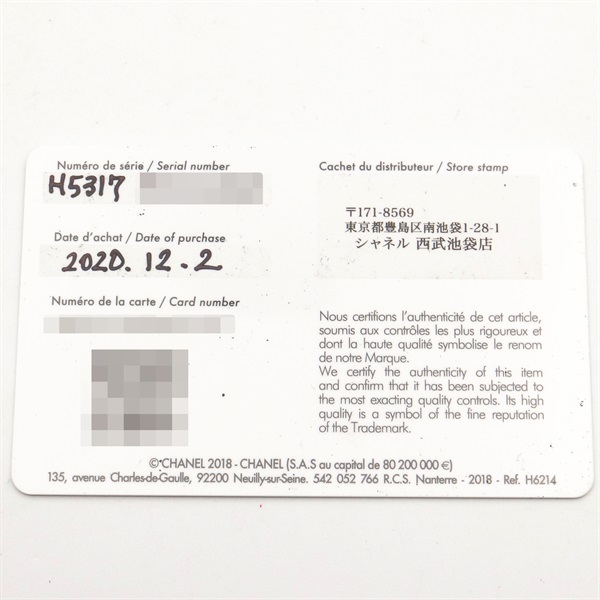 Numéro de série / Serial number
H5317
Date d'achat / Date of purchase
2020.12.2
Numéro de la carte / Card number
Cachet du distributeur / Store stamp
〒171-8569
東京都豊島区南池袋1-28-1
シャネル 西武池袋店
Nous certifions l'authenticité de cet article,
soumis aux contrôles les plus rigoureux et
dont la haute qualité symbolise le renom
de notre Marque.
We certify the authenticity of this item
and confirm that it has been subjected to
the most exacting quality controls. Its high
quality is a symbol of the fine reputation
of the Trademark.
©CHANEL 2018 - CHANEL (S.A.S au capital de 80 200 000 €)
135, avenue Charles-de-Gaulle, 92200 Neuilly-sur-Seine. 542 052 766 R.C.S. Nanterre - 2018 - Ref. H6214